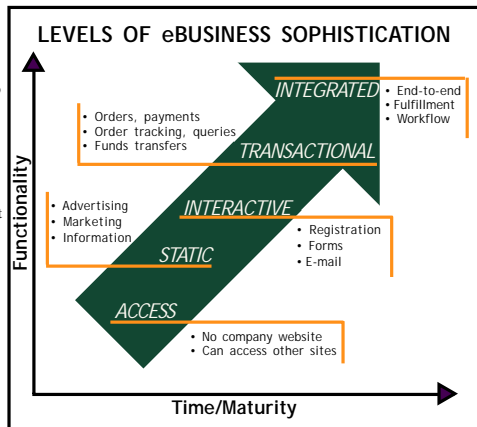 LEVELS OF eBUSINESS SOPHISTICATION
INTEGRATED
• End-to-end
• Fulfillment
• Workflow
• Orders, payments
• Order tracking, queries
• Funds transfers
TRANSACTIONAL
• Advertising
• Marketing
• Information
INTERACTIVE
• Registration
• Forms
• E-mail
STATIC
ACCESS
• No company website
• Can access other sites
Functionality
Time/Maturity